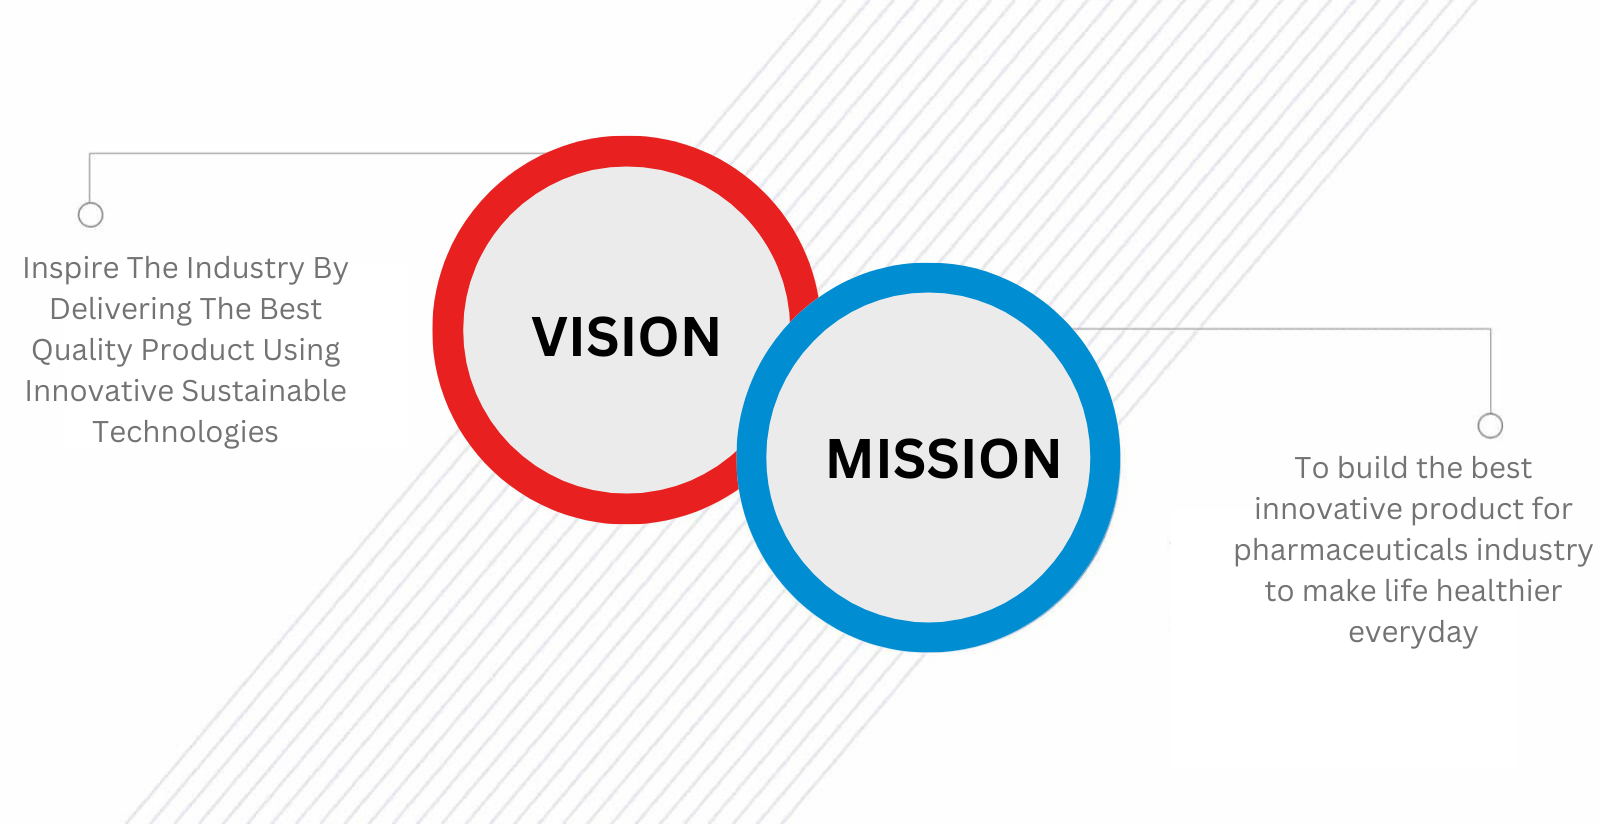 VISION
Inspire The Industry By
Delivering The Best
Quality Product Using
Innovative Sustainable
Technologies
MISSION
To build the best
innovative product for
pharmaceuticals industry
to make life healthier
everyday